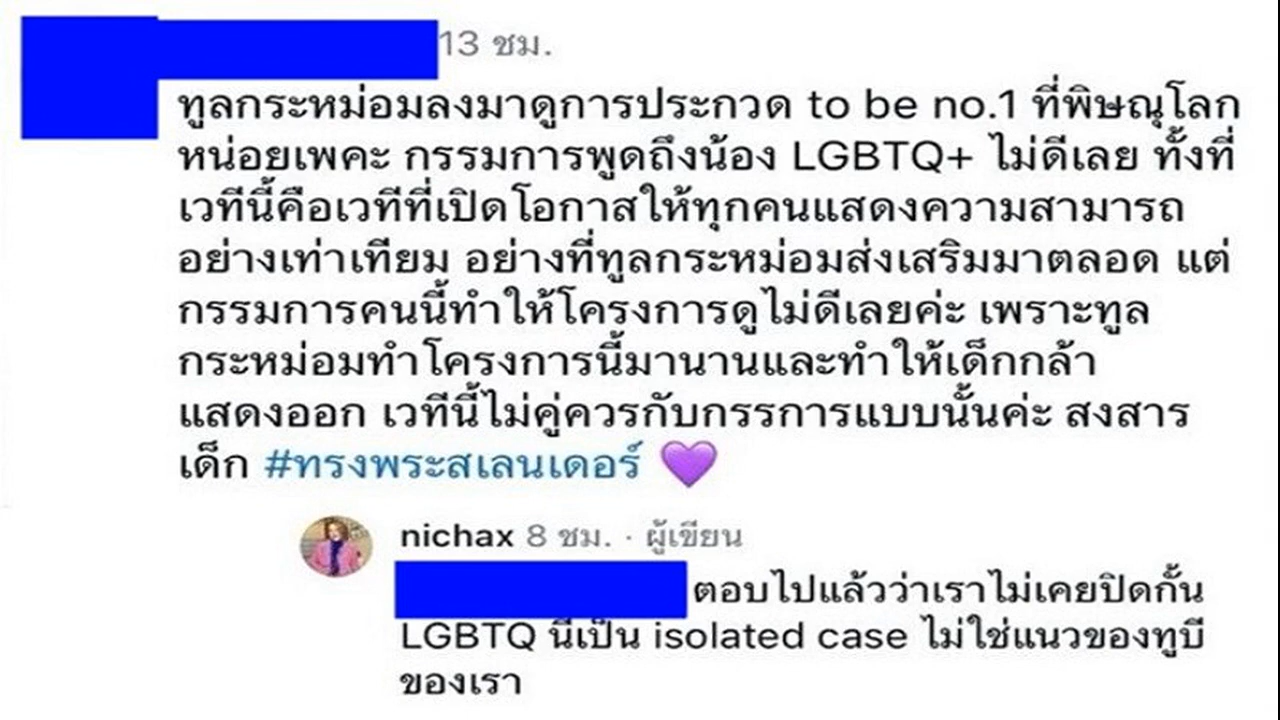 13 ชม.
ทูลกระหม่อมลงมาดูการประกวด to be no.1 ที่พิษณุโลก
หน่อยเพคะ กรรมการพูดถึงน้อง LGBTQ+ ไม่ดีเลย ทั้งที่
เวทีนี้คือเวทีที่เปิดโอกาสให้ทุกคนแสดงความสามารถ
อย่างเท่าเทียม อย่างที่ทูลกระหม่อมส่งเสริมมาตลอด แต่
กรรมการคนนี้ทำให้โครงการดูไม่ดีเลยค่ะ เพราะทูล
กระหม่อมทำโครงการนี้มานานและทำให้เด็กกล้า
แสดงออก เวทีนี้ไม่คู่ควรกับกรรการแบบนั้นค่ะ สงสาร
เด็ก #ทรงพระสเลนเดอร์ 💜
nichax 8 ชม. · ผู้เขียน
ตอบไปแล้วว่าเราไม่เคยปิดกั้น
LGBTQ นี่เป็น isolated case ไม่ใช่แนวของทูบี
ของเรา